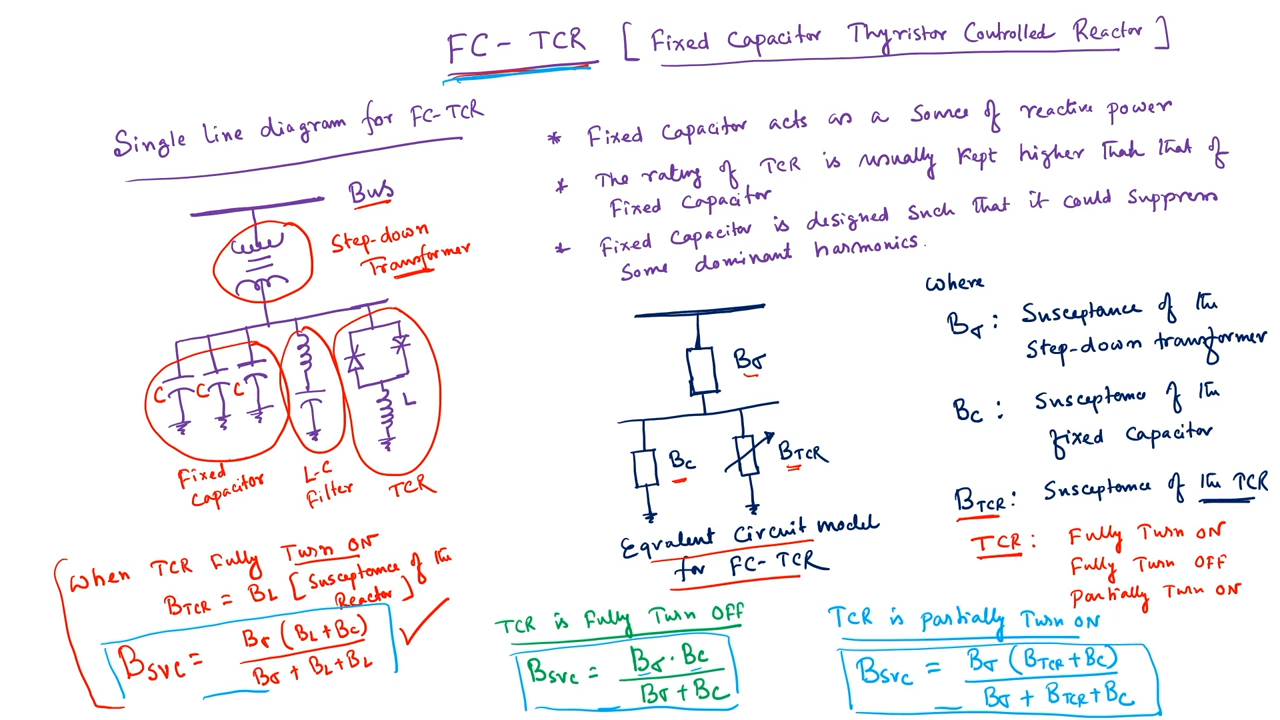 FC - TCR [ Fixed Capacitor Thyristor Controlled Reactor ]
Single line diagram for FC-TCR
* Fixed Capacitor acts as a Source of reactive power
* The rating of TCR is usually kept higher than that of
Fixed Capacitor
* Fixed Capacitor is designed such that it could suppress
Some dominant harmonics.
Bus
Step-down
Transformer
C C C
L
Fixed
Capacitor
L-C
Filter
TCR
Bσ
Bc
BTCR
Eqvalent Circuit model
for FC-TCR
where
Bσ : Susceptance of the
Step-down transformer
Bc : Susceptance of the
fixed Capacitor
BTCR : Susceptance of the TCR
TCR : Fully Turn ON
Fully Turn OFF
Partially Turn ON
When TCR Fully Turn ON
BTCR = BL [Susceptance of the
Reactor]
Bsvc = Bσ (BL + Bc) / Bσ + BL + BL
TCR is Fully Turn OFF
Bsvc = Bσ · Bc / Bσ + Bc
TCR is partially Turn ON
Bsvc = Bσ (BTCR + Bc) / Bσ + BTCR + Bc